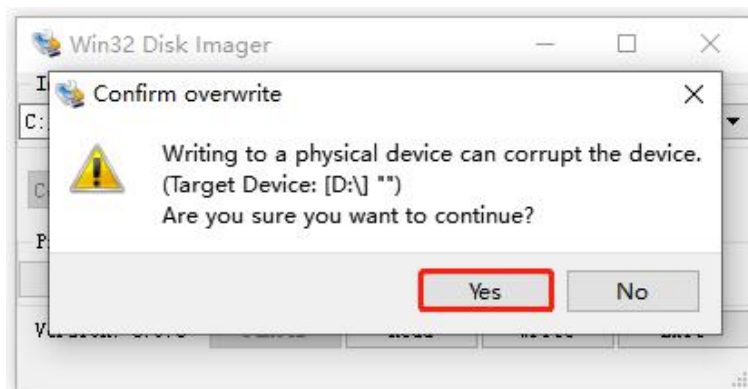 Win32 Disk Imager
Confirm overwrite
C:
Writing to a physical device can corrupt the device.
(Target Device: [D:\] "")
Are you sure you want to continue?
Yes
No